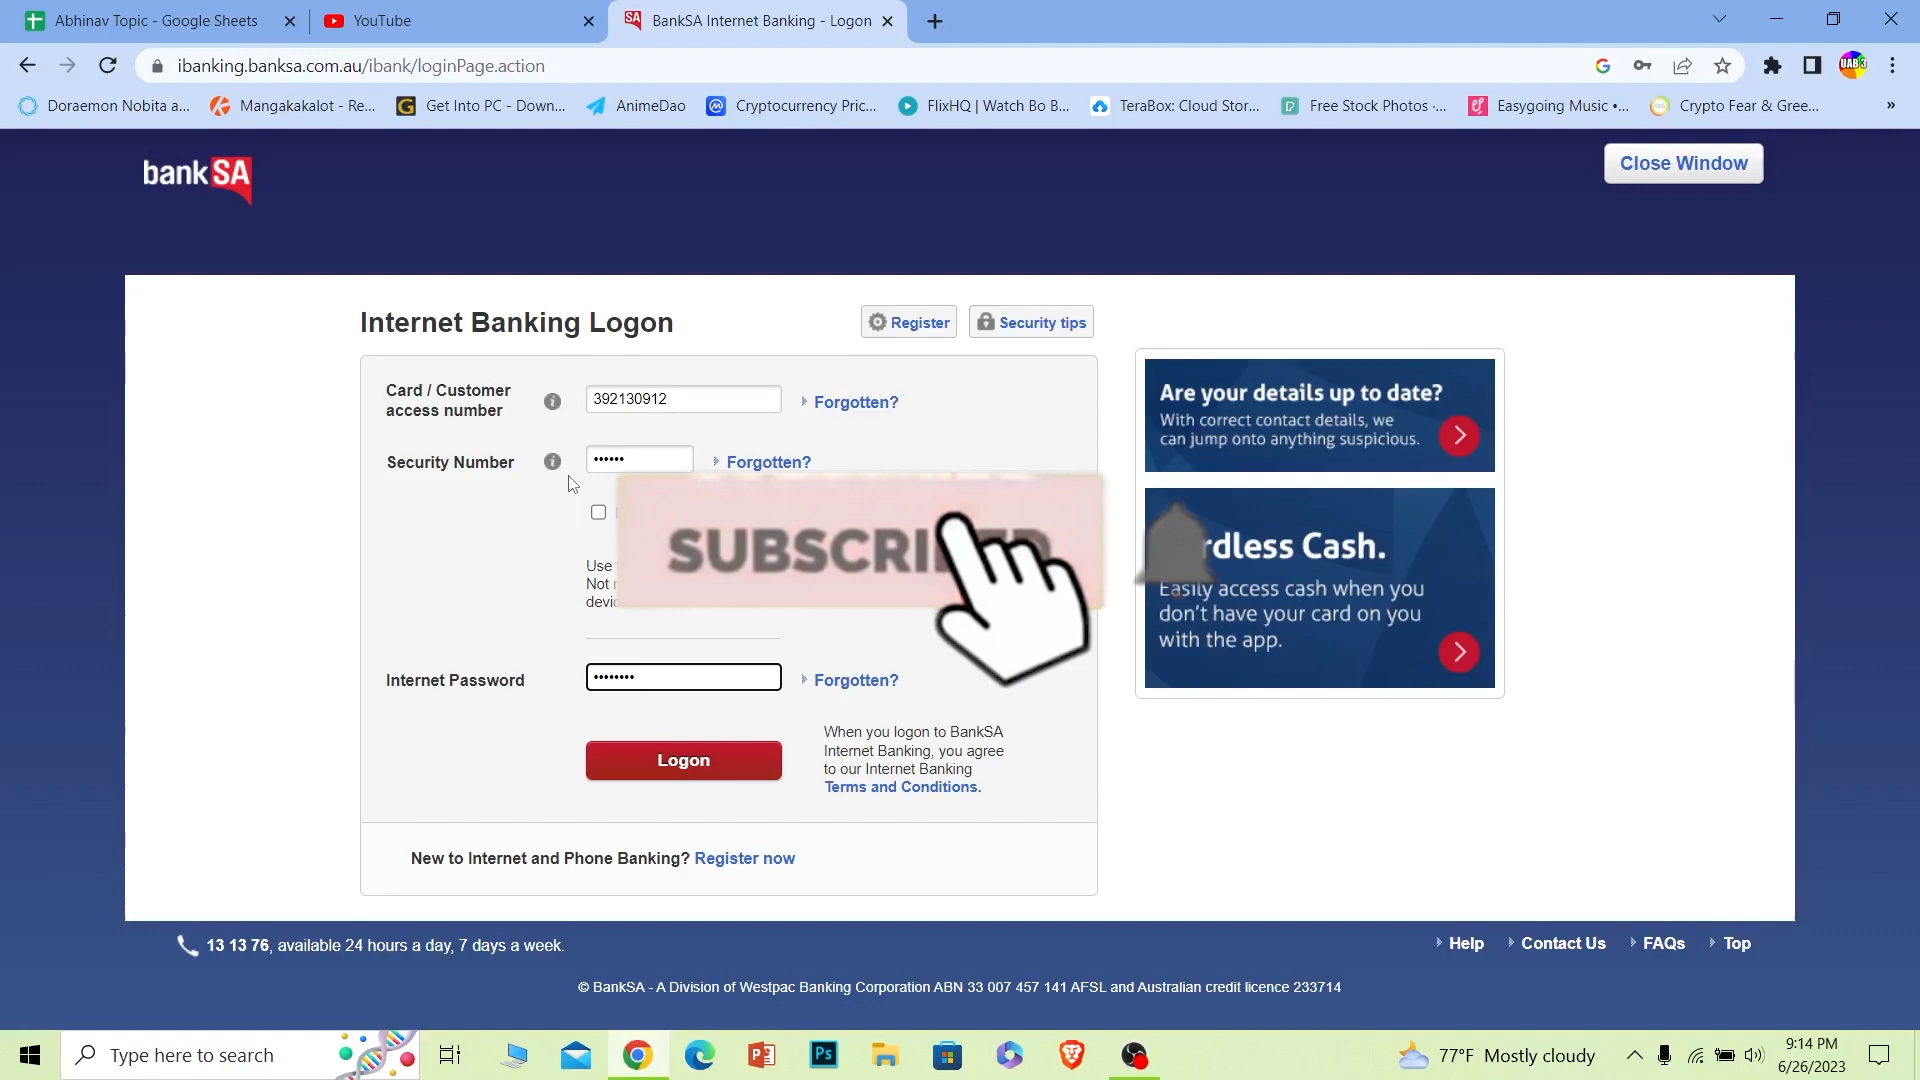 Abhinav Topic - Google Sheets
YouTube
BankSA Internet Banking - Logon
ibanking.banksa.com.au/ibank/loginPage.action
UAB 3
Doraemon Nobita a...
Mangakakalot - Re...
Get Into PC - Down...
AnimeDao
Cryptocurrency Pric...
FlixHQ | Watch Bo B...
TeraBox: Cloud Stor...
Free Stock Photos ·...
Easygoing Music •...
Crypto Fear & Gree...
bankSA
Close Window
Internet Banking Logon
Register
Security tips
Card / Customer
access number
392130912
Forgotten?
Security Number
••••••
Forgotten?
Use
Not
SUBSCRI
Internet Password
••••••••
Forgotten?
Logon
When you logon to BankSA
Internet Banking, you agree
to our Internet Banking
Terms and Conditions.
New to Internet and Phone Banking? Register now
Are your details up to date?
With correct contact details, we
can jump onto anything suspicious.
rdless Cash.
Easily access cash when you
don't have your card on you
with the app.
13 13 76, available 24 hours a day, 7 days a week.
Help
Contact Us
FAQs
Top
© BankSA - A Division of Westpac Banking Corporation ABN 33 007 457 141 AFSL and Australian credit licence 233714
Type here to search
77°F Mostly cloudy
9:14 PM
6/26/2023